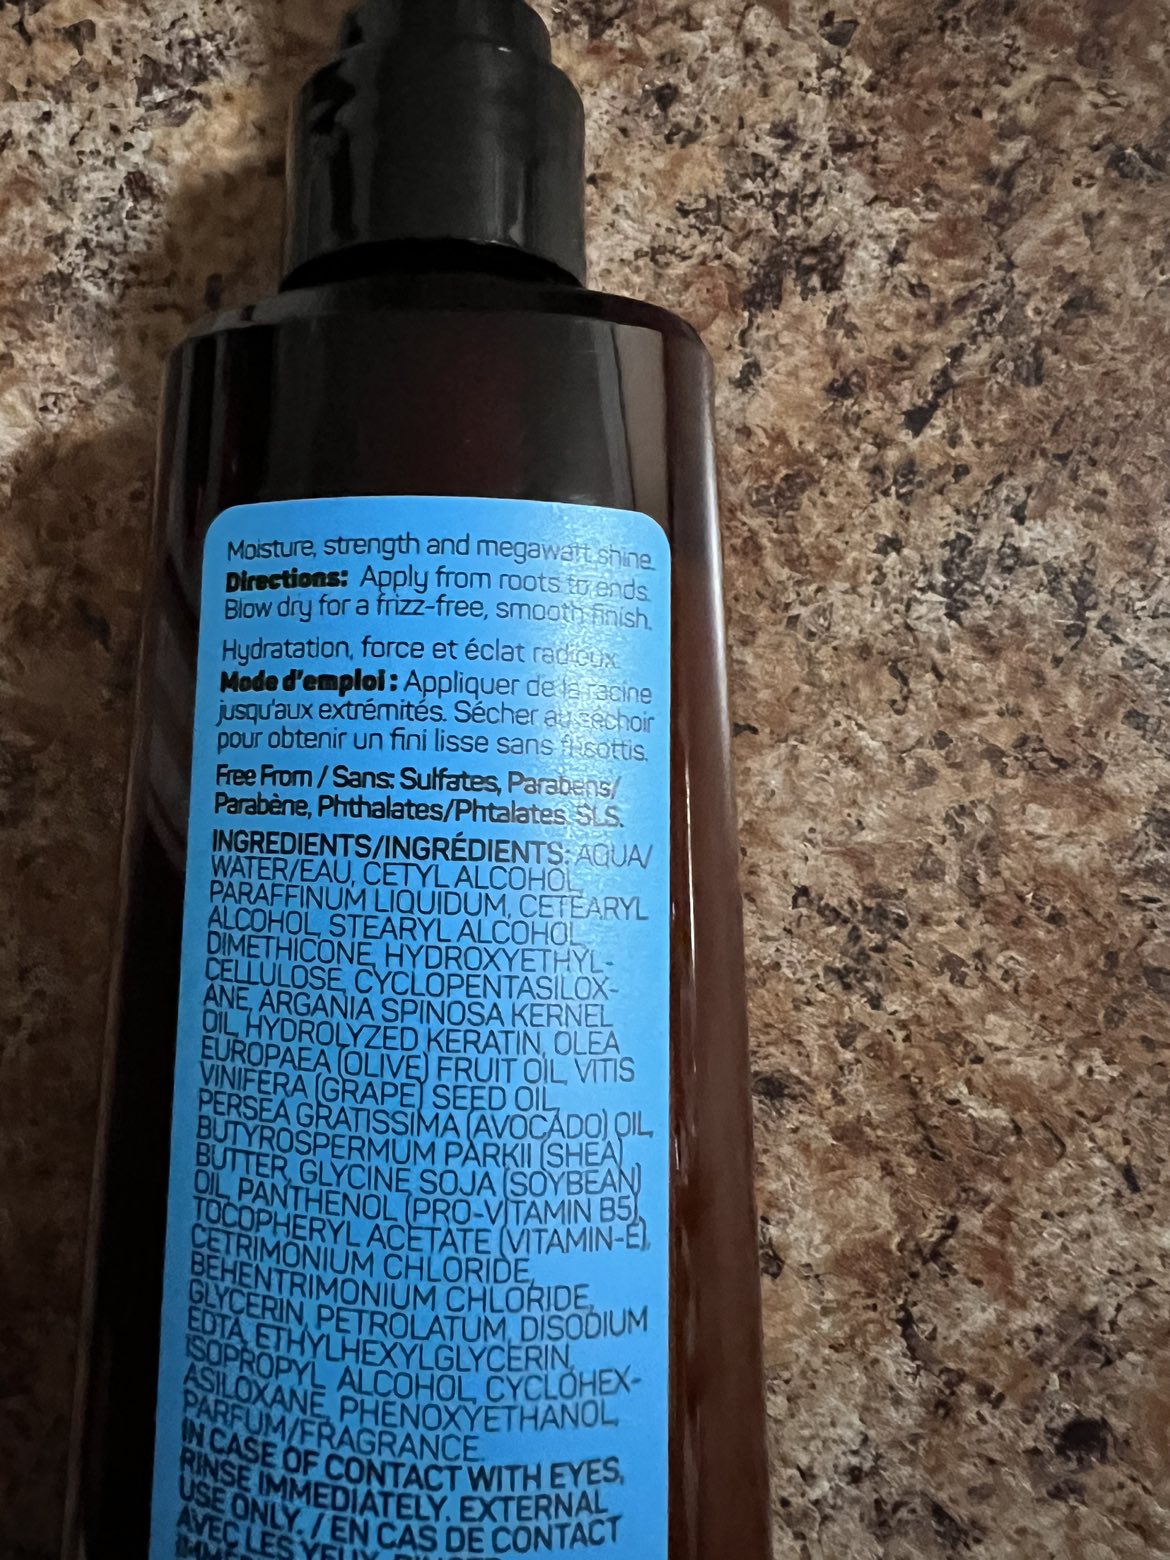 Moisture, strength and megawatt shine.
Directions: Apply from roots to ends.
Blow dry for a frizz-free, smooth finish.
Hydratation, force et éclat radieux.
Mode d'emploi : Appliquer de la racine
jusqu'aux extrémités. Sécher au séchoir
pour obtenir un fini lisse sans frisottis.
Free From / Sans: Sulfates, Parabens/
Parabène, Phthalates/Phtalates, SLS.
INGREDIENTS/INGRÉDIENTS: AQUA/
WATER/EAU, CETYL ALCOHOL,
PARAFFINUM LIQUIDUM, CETEARYL
ALCOHOL, STEARYL ALCOHOL,
DIMETHICONE, HYDROXYETHYL-
CELLULOSE, CYCLOPENTASILOX-
ANE, ARGANIA SPINOSA KERNEL
OIL, HYDROLYZED KERATIN, OLEA
EUROPAEA (OLIVE) FRUIT OIL, VITIS
VINIFERA (GRAPE) SEED OIL,
PERSEA GRATISSIMA (AVOCADO) OIL,
BUTYROSPERMUM PARKII (SHEA)
BUTTER, GLYCINE SOJA (SOYBEAN)
OIL, PANTHENOL (PRO-VITAMIN B5),
TOCOPHERYL ACETATE (VITAMIN-E),
CETRIMONIUM CHLORIDE,
BEHENTRIMONIUM CHLORIDE,
GLYCERIN, PETROLATUM, DISODIUM
EDTA, ETHYLHEXYLGLYCERIN,
ISOPROPYL ALCOHOL, CYCLOHEX-
ASILOXANE, PHENOXYETHANOL,
PARFUM/FRAGRANCE.
IN CASE OF CONTACT WITH EYES,
RINSE IMMEDIATELY. EXTERNAL
USE ONLY. / EN CAS DE CONTACT
AVEC LES YEUX, RINCER